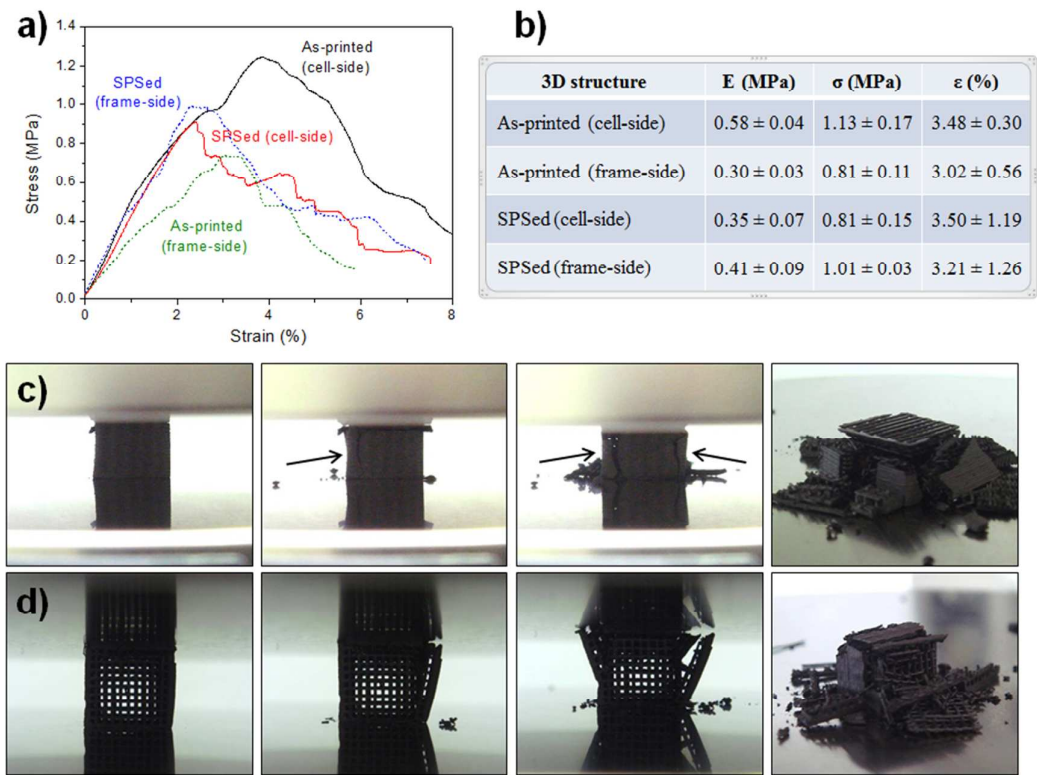 a)
1.4
1.2
1.0
0.8
0.6
0.4
0.2
0.0
Stress (MPa)
0
2
4
6
8
Strain (%)
As-printed
(cell-side)
SPSed
(frame-side)
SPSed (cell-side)
As-printed
(frame-side)
b)
3D structure E (MPa) σ (MPa) ε (%)
As-printed (cell-side) 0.58 ± 0.04 1.13 ± 0.17 3.48 ± 0.30
As-printed (frame-side) 0.30 ± 0.03 0.81 ± 0.11 3.02 ± 0.56
SPSed (cell-side) 0.35 ± 0.07 0.81 ± 0.15 3.50 ± 1.19
SPSed (frame-side) 0.41 ± 0.09 1.01 ± 0.03 3.21 ± 1.26
c)
d)